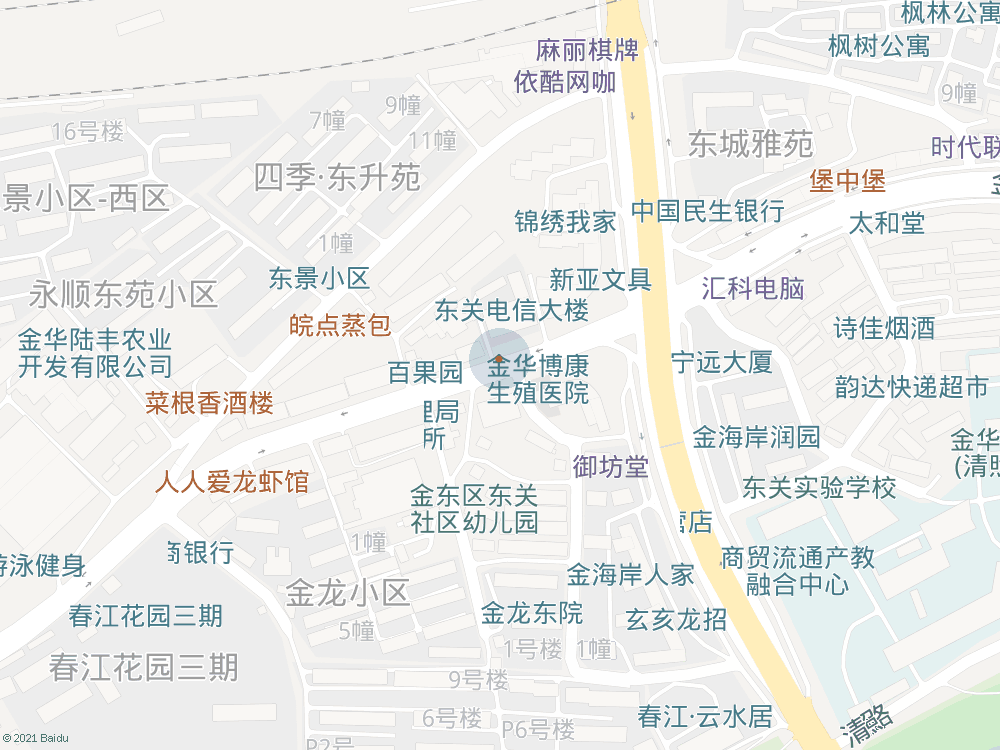 枫林公寓
麻丽棋牌
枫树公寓
依酷网咖
9幢
9幢
7幢
16号楼
11幢
东城雅苑
时代联
四季·东升苑
堡中堡
景小区-西区
中国民生银行
锦绣我家
太和堂
1幢
东景小区
新亚文具
汇科电脑
永顺东苑小区
东关电信大楼
皖点蒸包
诗佳烟酒
金华陆丰农业
开发有限公司
百果园
金华博康
生殖医院
宁远大厦
韵达快递超市
菜根香酒楼
所
金海岸润园
金华
(清照
御坊堂
人人爱龙虾馆
东关实验学校
金东区东关
社区幼儿园
营店
1幢
商银行
游泳健身
商贸流通产教
融合中心
金海岸人家
金龙小区
春江花园三期
金龙东院
玄亥龙招
5幢
1号楼
1幢
春江花园三期
9号楼
6号楼
P6号楼
春江·云水居
清路
P2号
© 2021 Baidu